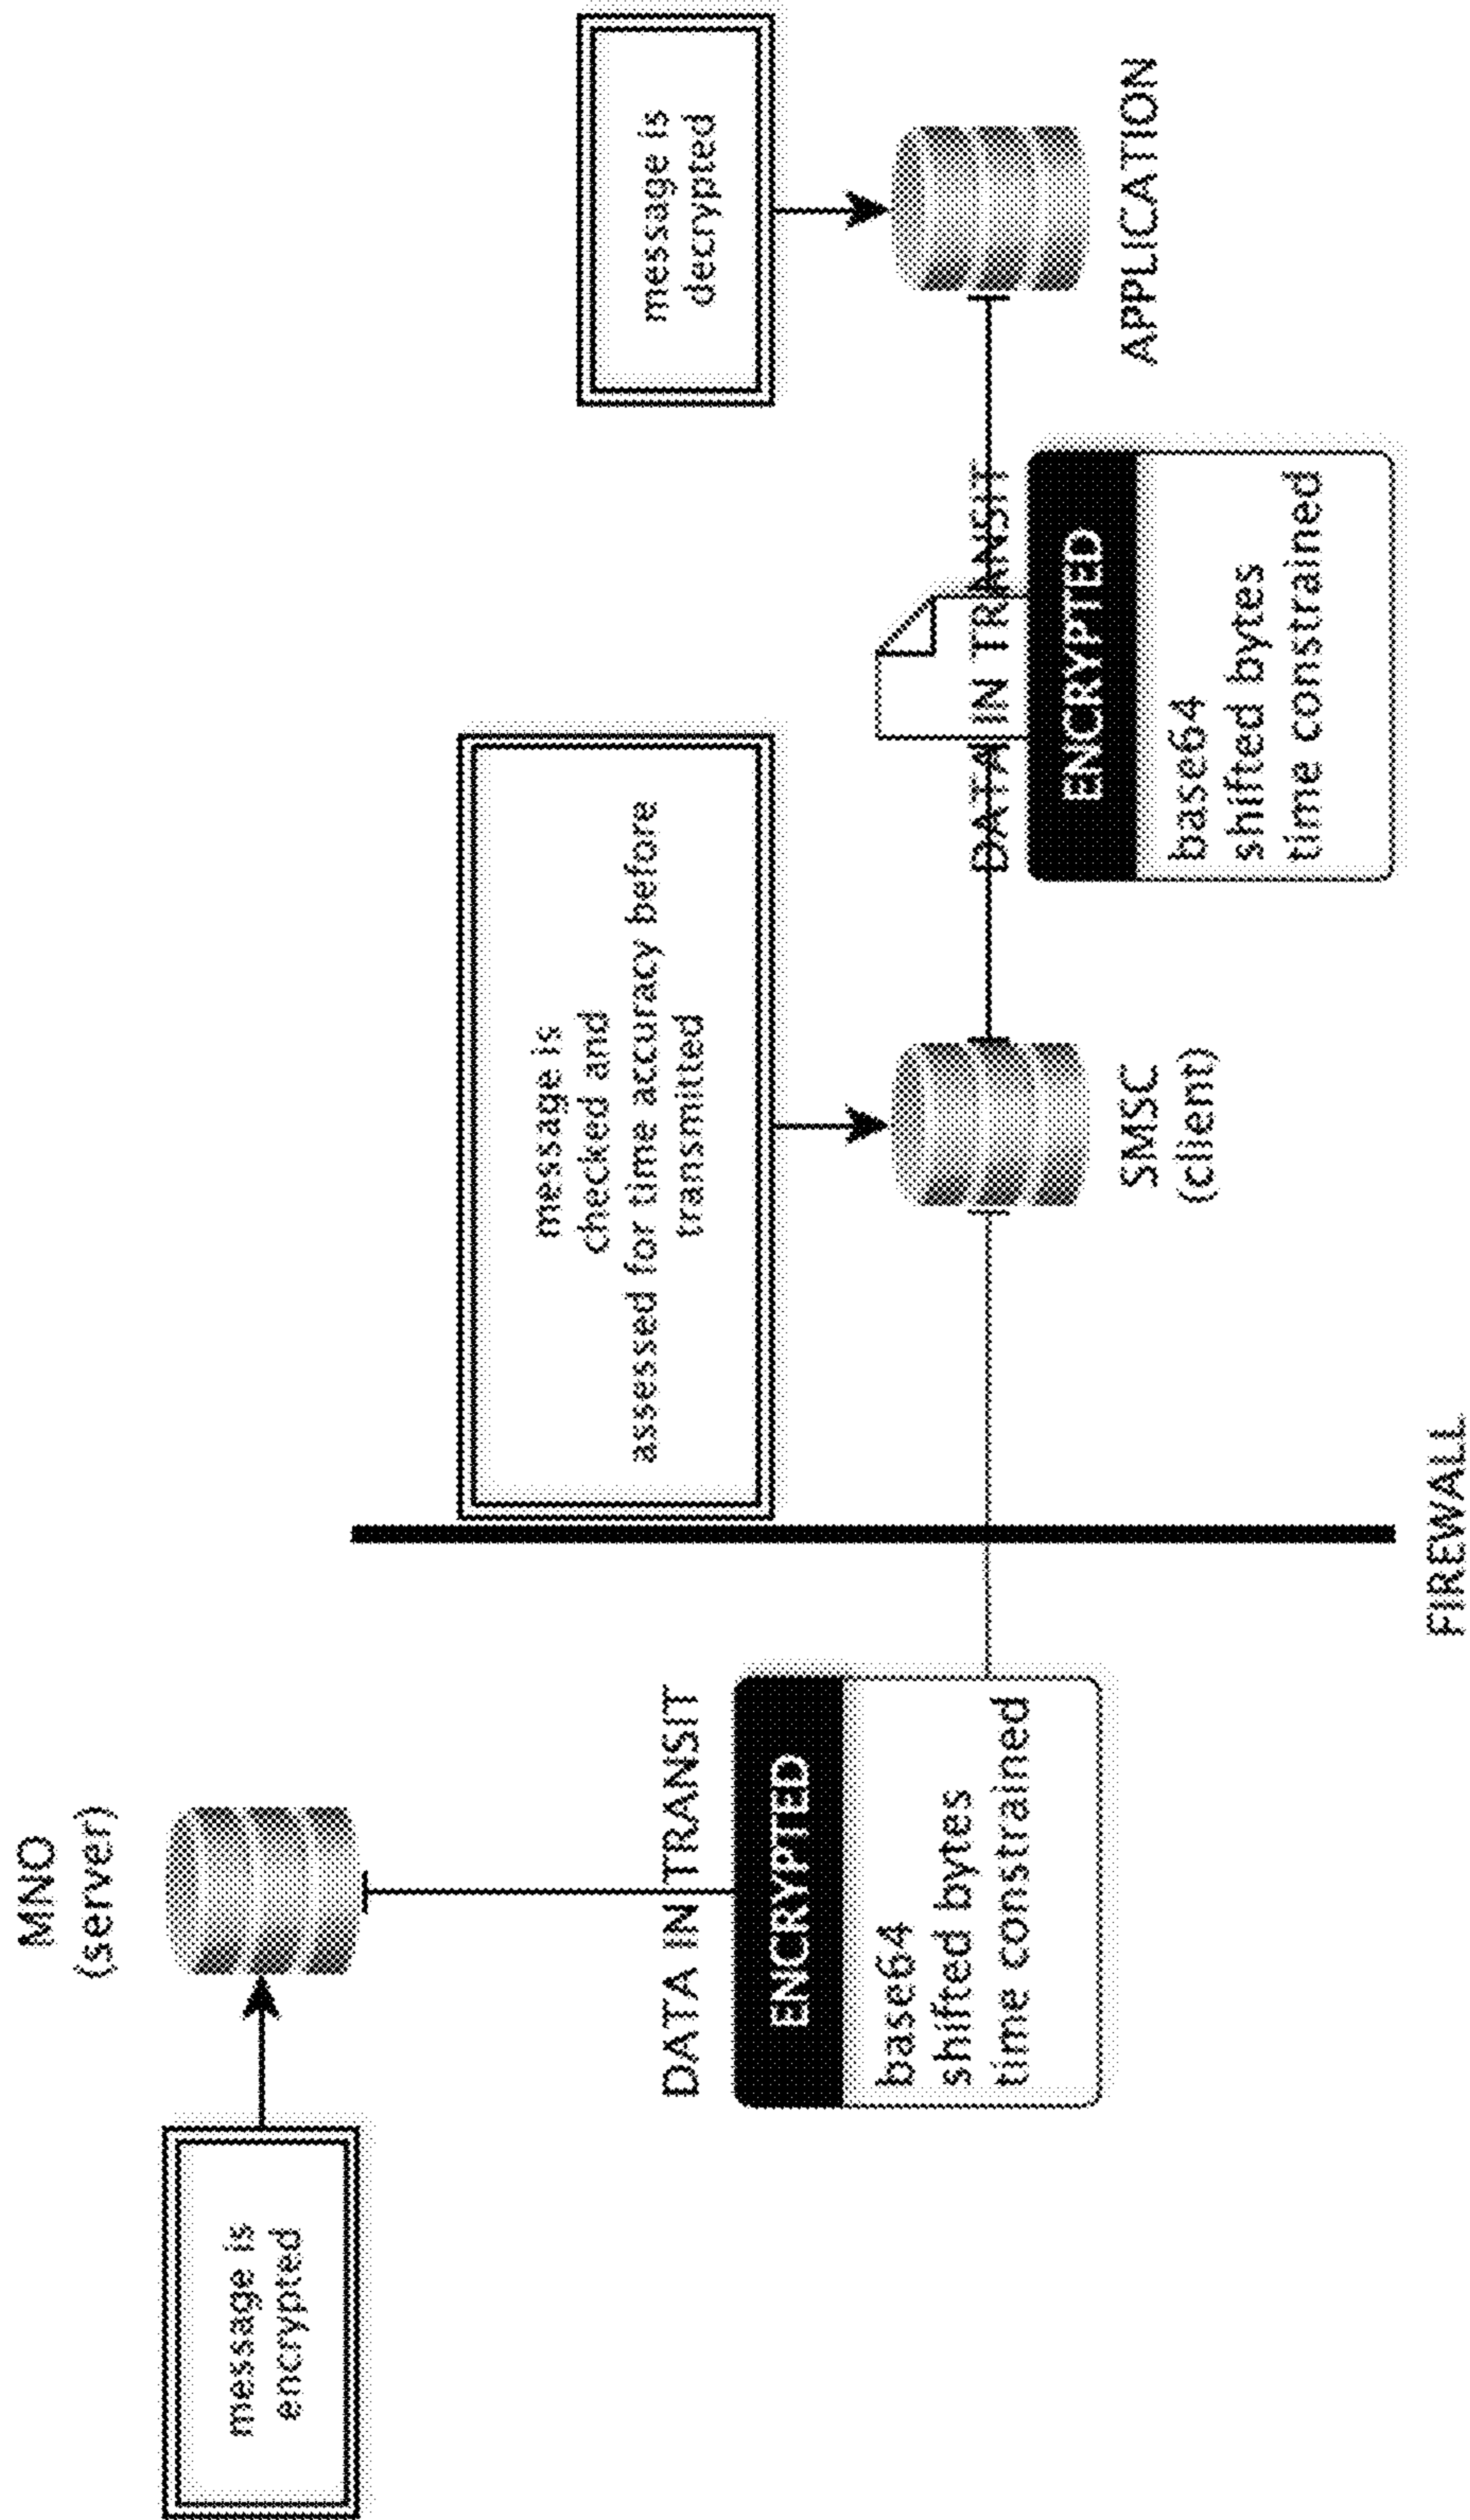 MNO
(server)
message is
encrypted
DATA IN TRANSIT
ENCRYPTED
base64
shifted bytes
time constrained
FIREWALL
message is
checked and
assessed for time accuracy before
transmitted
SMSC
(client)
DATA IN TRANSIT
ENCRYPTED
base64
shifted bytes
time constrained
message is
decrypted
APPLICATION